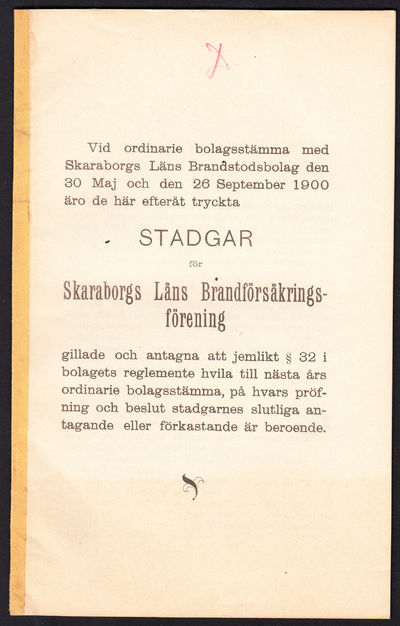 Vid ordinarie bolagsstämma med
Skaraborgs Läns Brandstodsbolag den
30 Maj och den 26 September 1900
äro de här efteråt tryckta
STADGAR
för
Skaraborgs Läns Brandförsäkrings-
förening
gillade och antagna att jemlikt § 32 i
bolagets reglemente hvila till nästa års
ordinarie bolagsstämma, på hvars pröf-
ning och beslut stadgarnes slutliga an-
tagande eller förkastande är beroende.